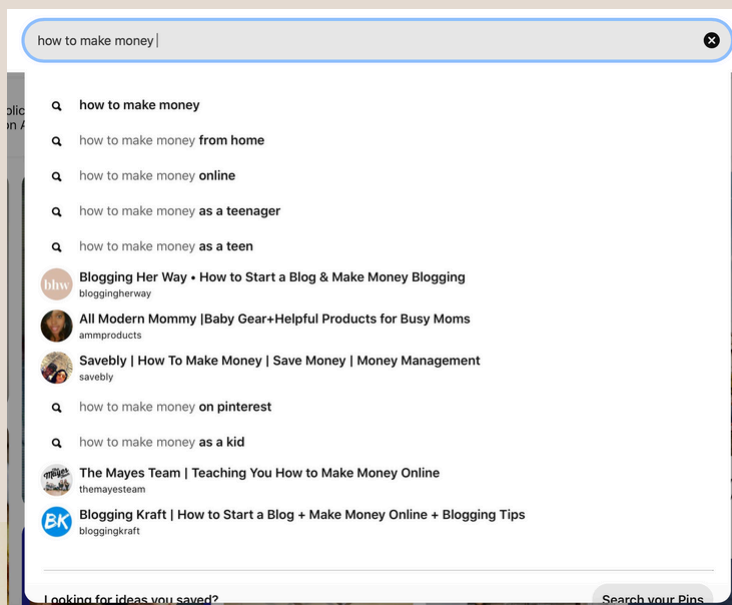 how to make money
how to make money
how to make money from home
how to make money online
how to make money as a teenager
how to make money as a teen
bhw
Blogging Her Way • How to Start a Blog & Make Money Blogging
bloggingherway
All Modern Mommy |Baby Gear+Helpful Products for Busy Moms
ammproducts
Savebly | How To Make Money | Save Money | Money Management
savebly
how to make money on pinterest
how to make money as a kid
The Mayes Team | Teaching You How to Make Money Online
themayesteam
BK
Blogging Kraft | How to Start a Blog + Make Money Online + Blogging Tips
bloggingkraft
Looking for ideas you saved? Search your Pins